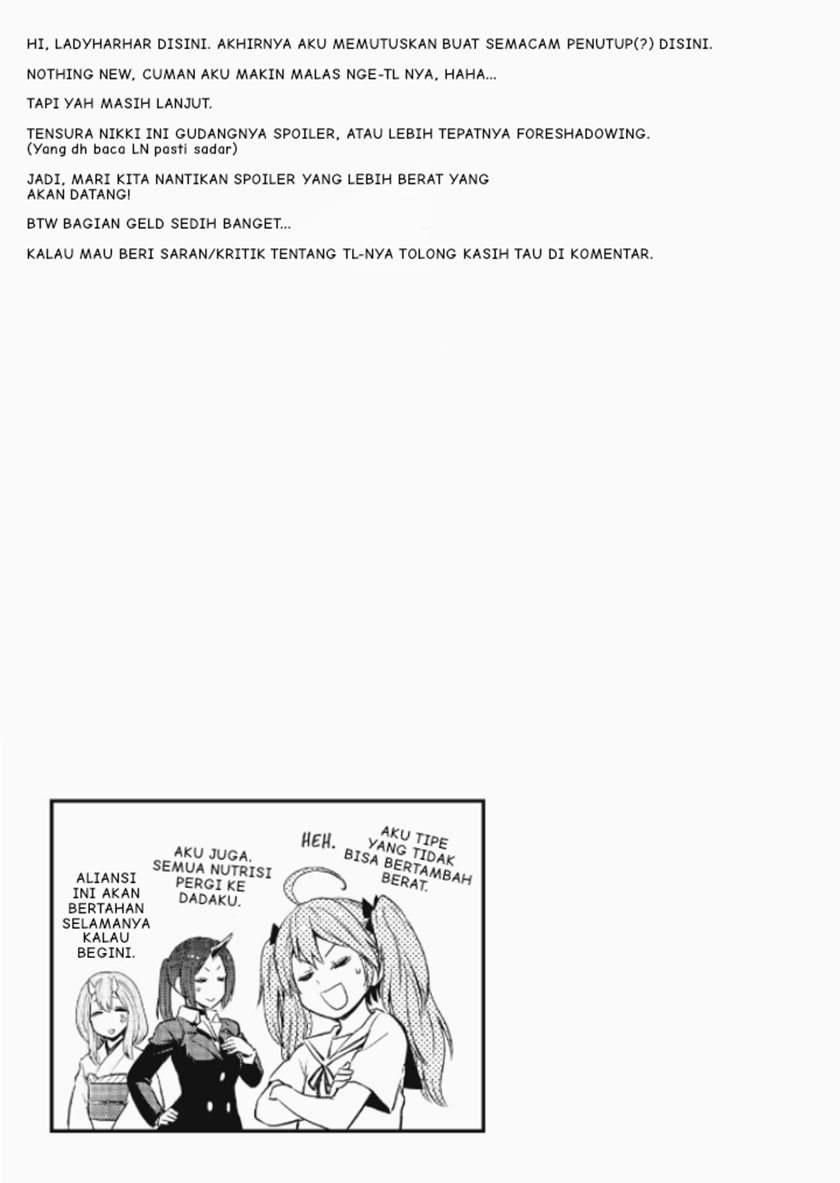 HI, LADYHARHAR DISINI. AKHIRNYA AKU MEMUTUSKAN BUAT SEMACAM PENUTUP(?) DISINI.
NOTHING NEW, CUMAN AKU MAKIN MALAS NGE-TL NYA, HAHA...
TAPI YAH MASIH LANJUT.
TENSURA NIKKI INI GUDANGNYA SPOILER, ATAU LEBIH TEPATNYA FORESHADOWING.
(Yang dh baca LN pasti sadar)
JADI, MARI KITA NANTIKAN SPOILER YANG LEBIH BERAT YANG
AKAN DATANG!
BTW BAGIAN GELD SEDIH BANGET...
KALAU MAU BERI SARAN/KRITIK TENTANG TL-NYA TOLONG KASIH TAU DI KOMENTAR.
AKU TIPE
YANG TIDAK
BISA BERTAMBAH
BERAT.
HEH.
AKU JUGA.
SEMUA NUTRISI
PERGI KE
DADAKU.
ALIANSI
INI AKAN
BERTAHAN
SELAMANYA
KALAU
BEGINI.